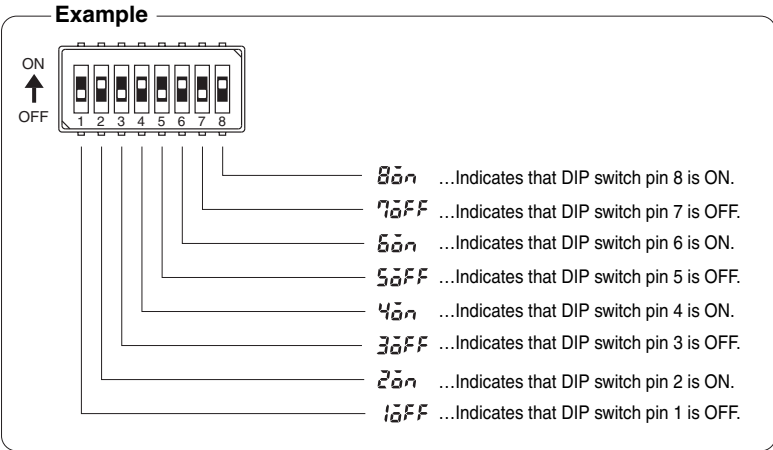 Example
ON
OFF
1 2 3 4 5 6 7 8
8on …Indicates that DIP switch pin 8 is ON.
7oFF …Indicates that DIP switch pin 7 is OFF.
6on …Indicates that DIP switch pin 6 is ON.
5oFF …Indicates that DIP switch pin 5 is OFF.
4on …Indicates that DIP switch pin 4 is ON.
3oFF …Indicates that DIP switch pin 3 is OFF.
2on …Indicates that DIP switch pin 2 is ON.
1oFF …Indicates that DIP switch pin 1 is OFF.